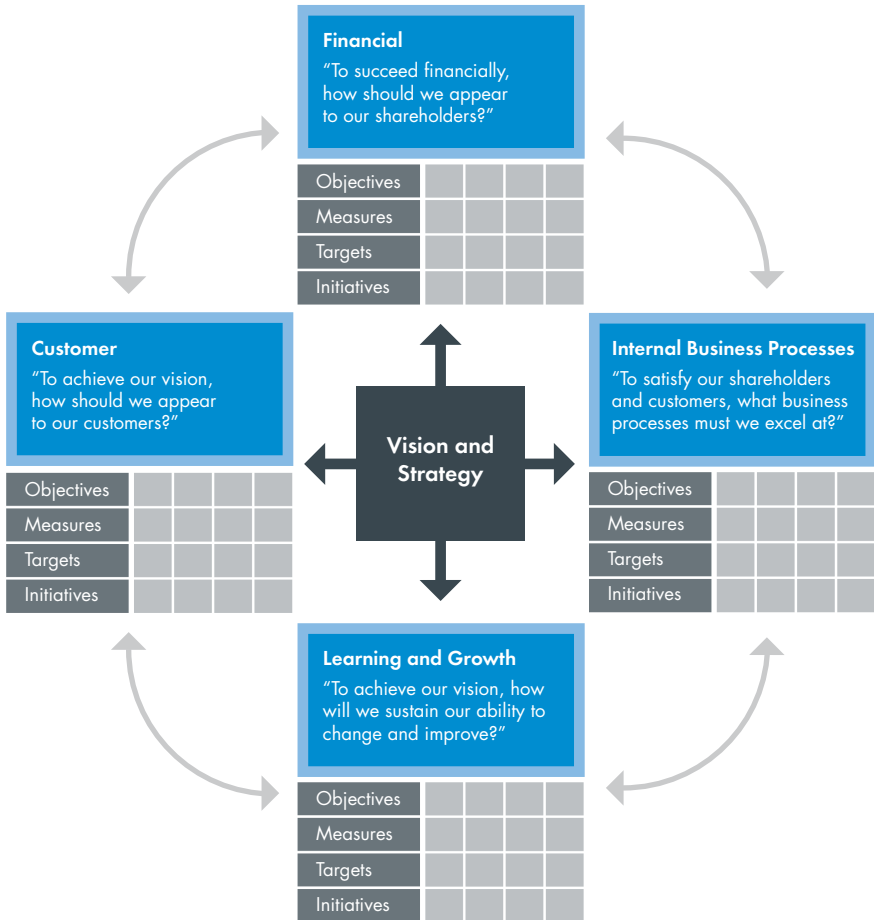 Financial
“To succeed financially,
how should we appear
to our shareholders?”
Objectives
Measures
Targets
Initiatives
Customer
“To achieve our vision,
how should we appear
to our customers?”
Objectives
Measures
Targets
Initiatives
Vision and
Strategy
Internal Business Processes
“To satisfy our shareholders
and customers, what business
processes must we excel at?”
Objectives
Measures
Targets
Initiatives
Learning and Growth
“To achieve our vision, how
will we sustain our ability to
change and improve?”
Objectives
Measures
Targets
Initiatives